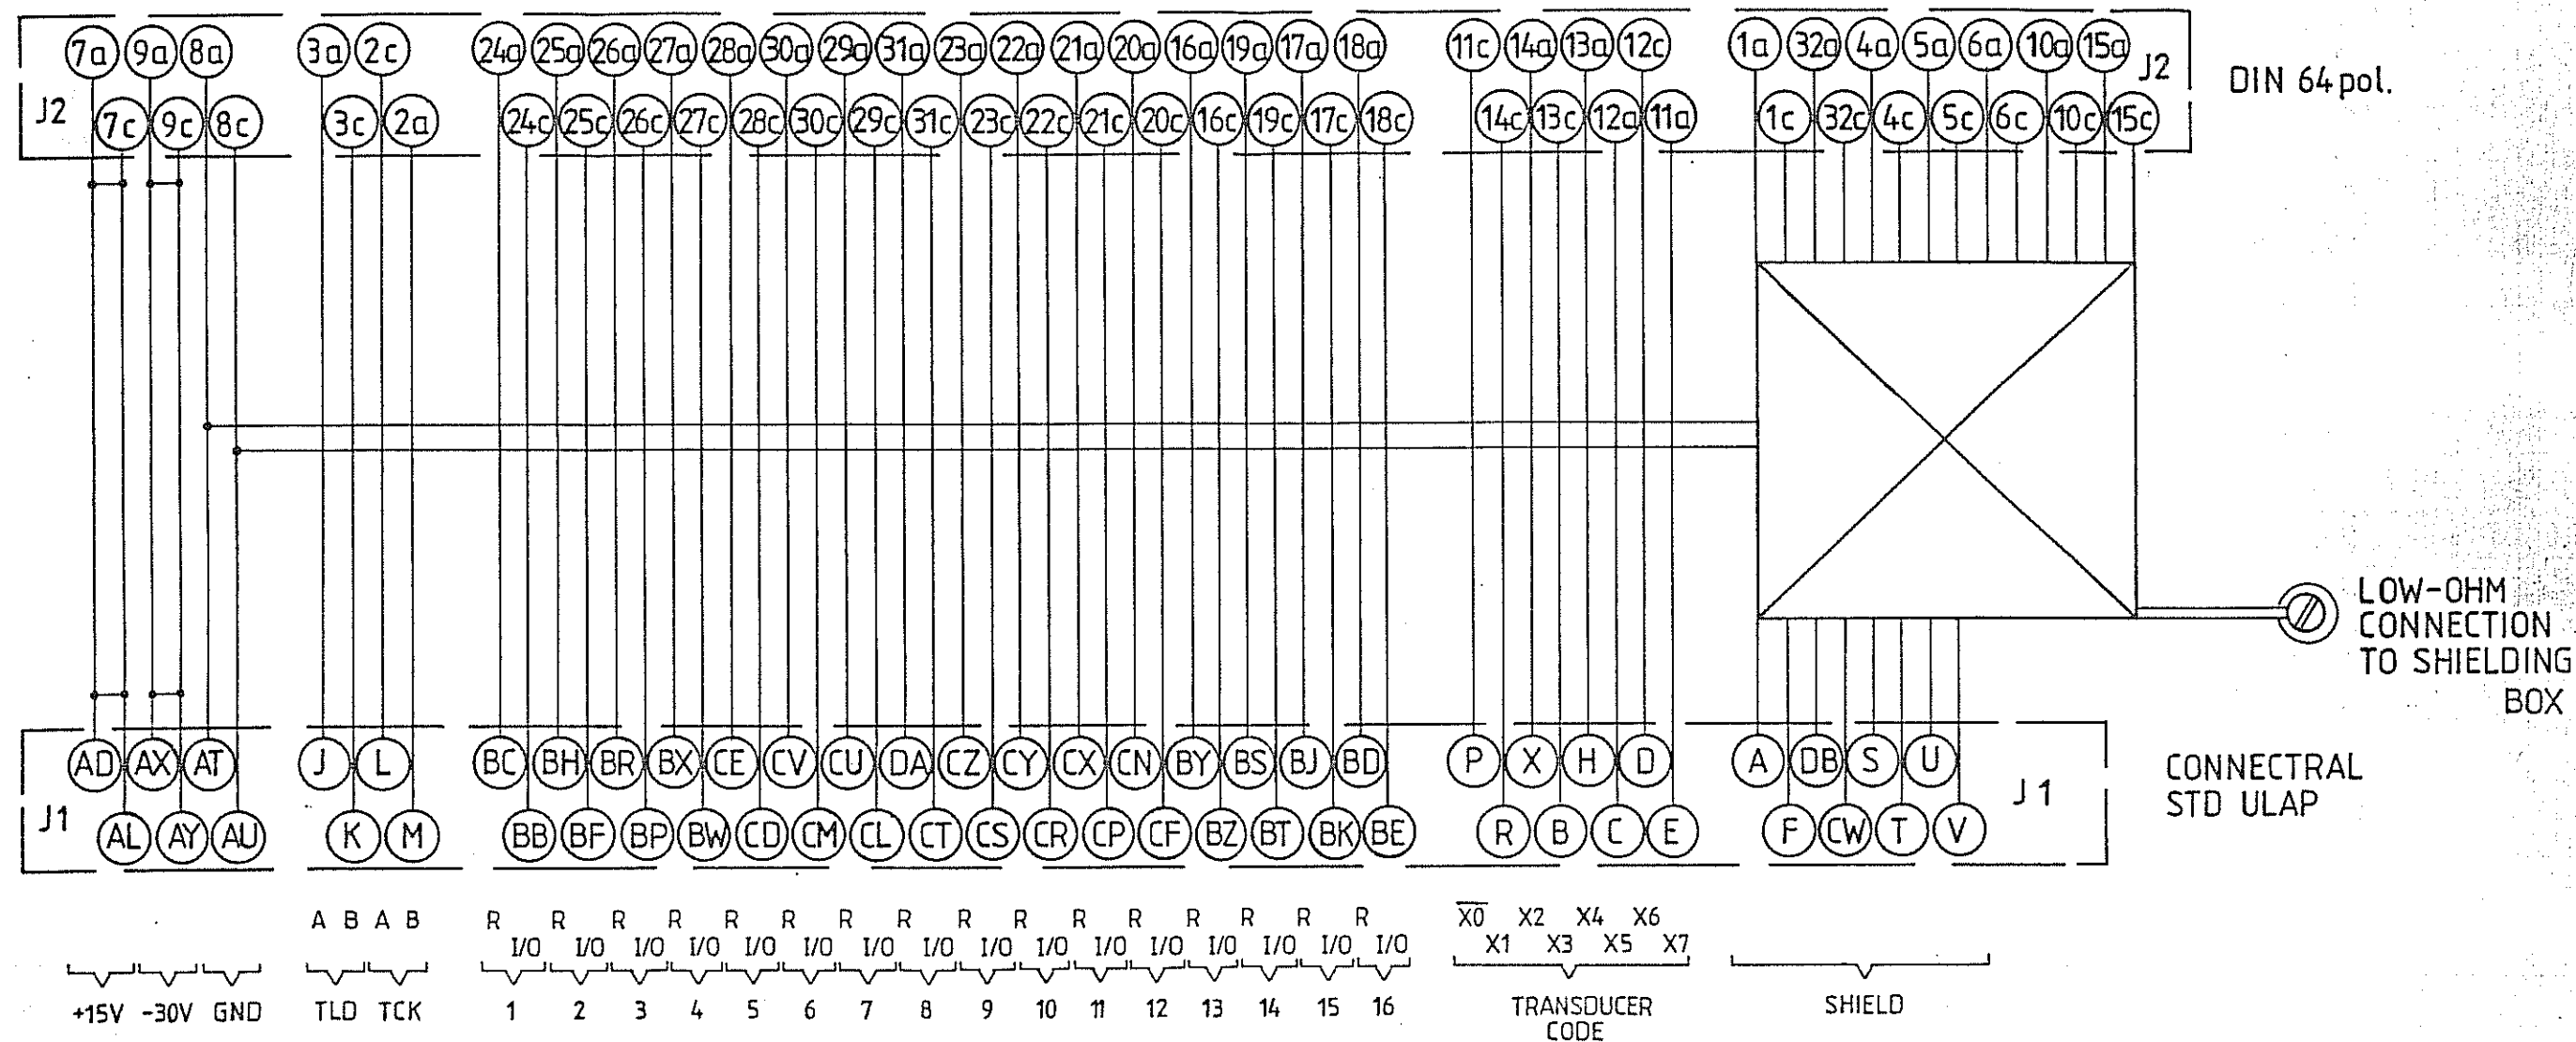 7a 9a 8a 3a 2c 24a 25a 26a 27a 28a 30a 29a 31a 23a 22a 21a 20a 16a 19a 17a 18a 11c 14a 13a 12c 1a 32a 4a 5a 6a 10a 15a J2
DIN 64pol.
J2 7c 9c 8c 3c 2a 24c 25c 26c 27c 28c 30c 29c 31c 23c 22c 21c 20c 16c 19c 17c 18c 14c 13c 12a 11a 1c 32c 4c 5c 6c 10c 15c
LOW-OHM
CONNECTION
TO SHIELDING
BOX
AD AX AT J L BC BH BR BX CE CV CU DA CZ CY CX CN BY BS BJ BD P X H D A DB S U J1
J1 AL AY AU K M BB BF BP BW CD CM CL CT CS CR CP CF BZ BT BK BE R B C E F CW T V
CONNECTRAL
STD ULAP
A B A B R R R R R R R R R R R R R R R R X̅0̅ X2 X4 X6
I/O I/O I/O I/O I/O I/O I/O I/O I/O I/O I/O I/O I/O I/O I/O I/O X1 X3 X5 X7
+15V -30V GND TLD TCK 1 2 3 4 5 6 7 8 9 10 11 12 13 14 15 16 TRANSDUCER SHIELD
CODE